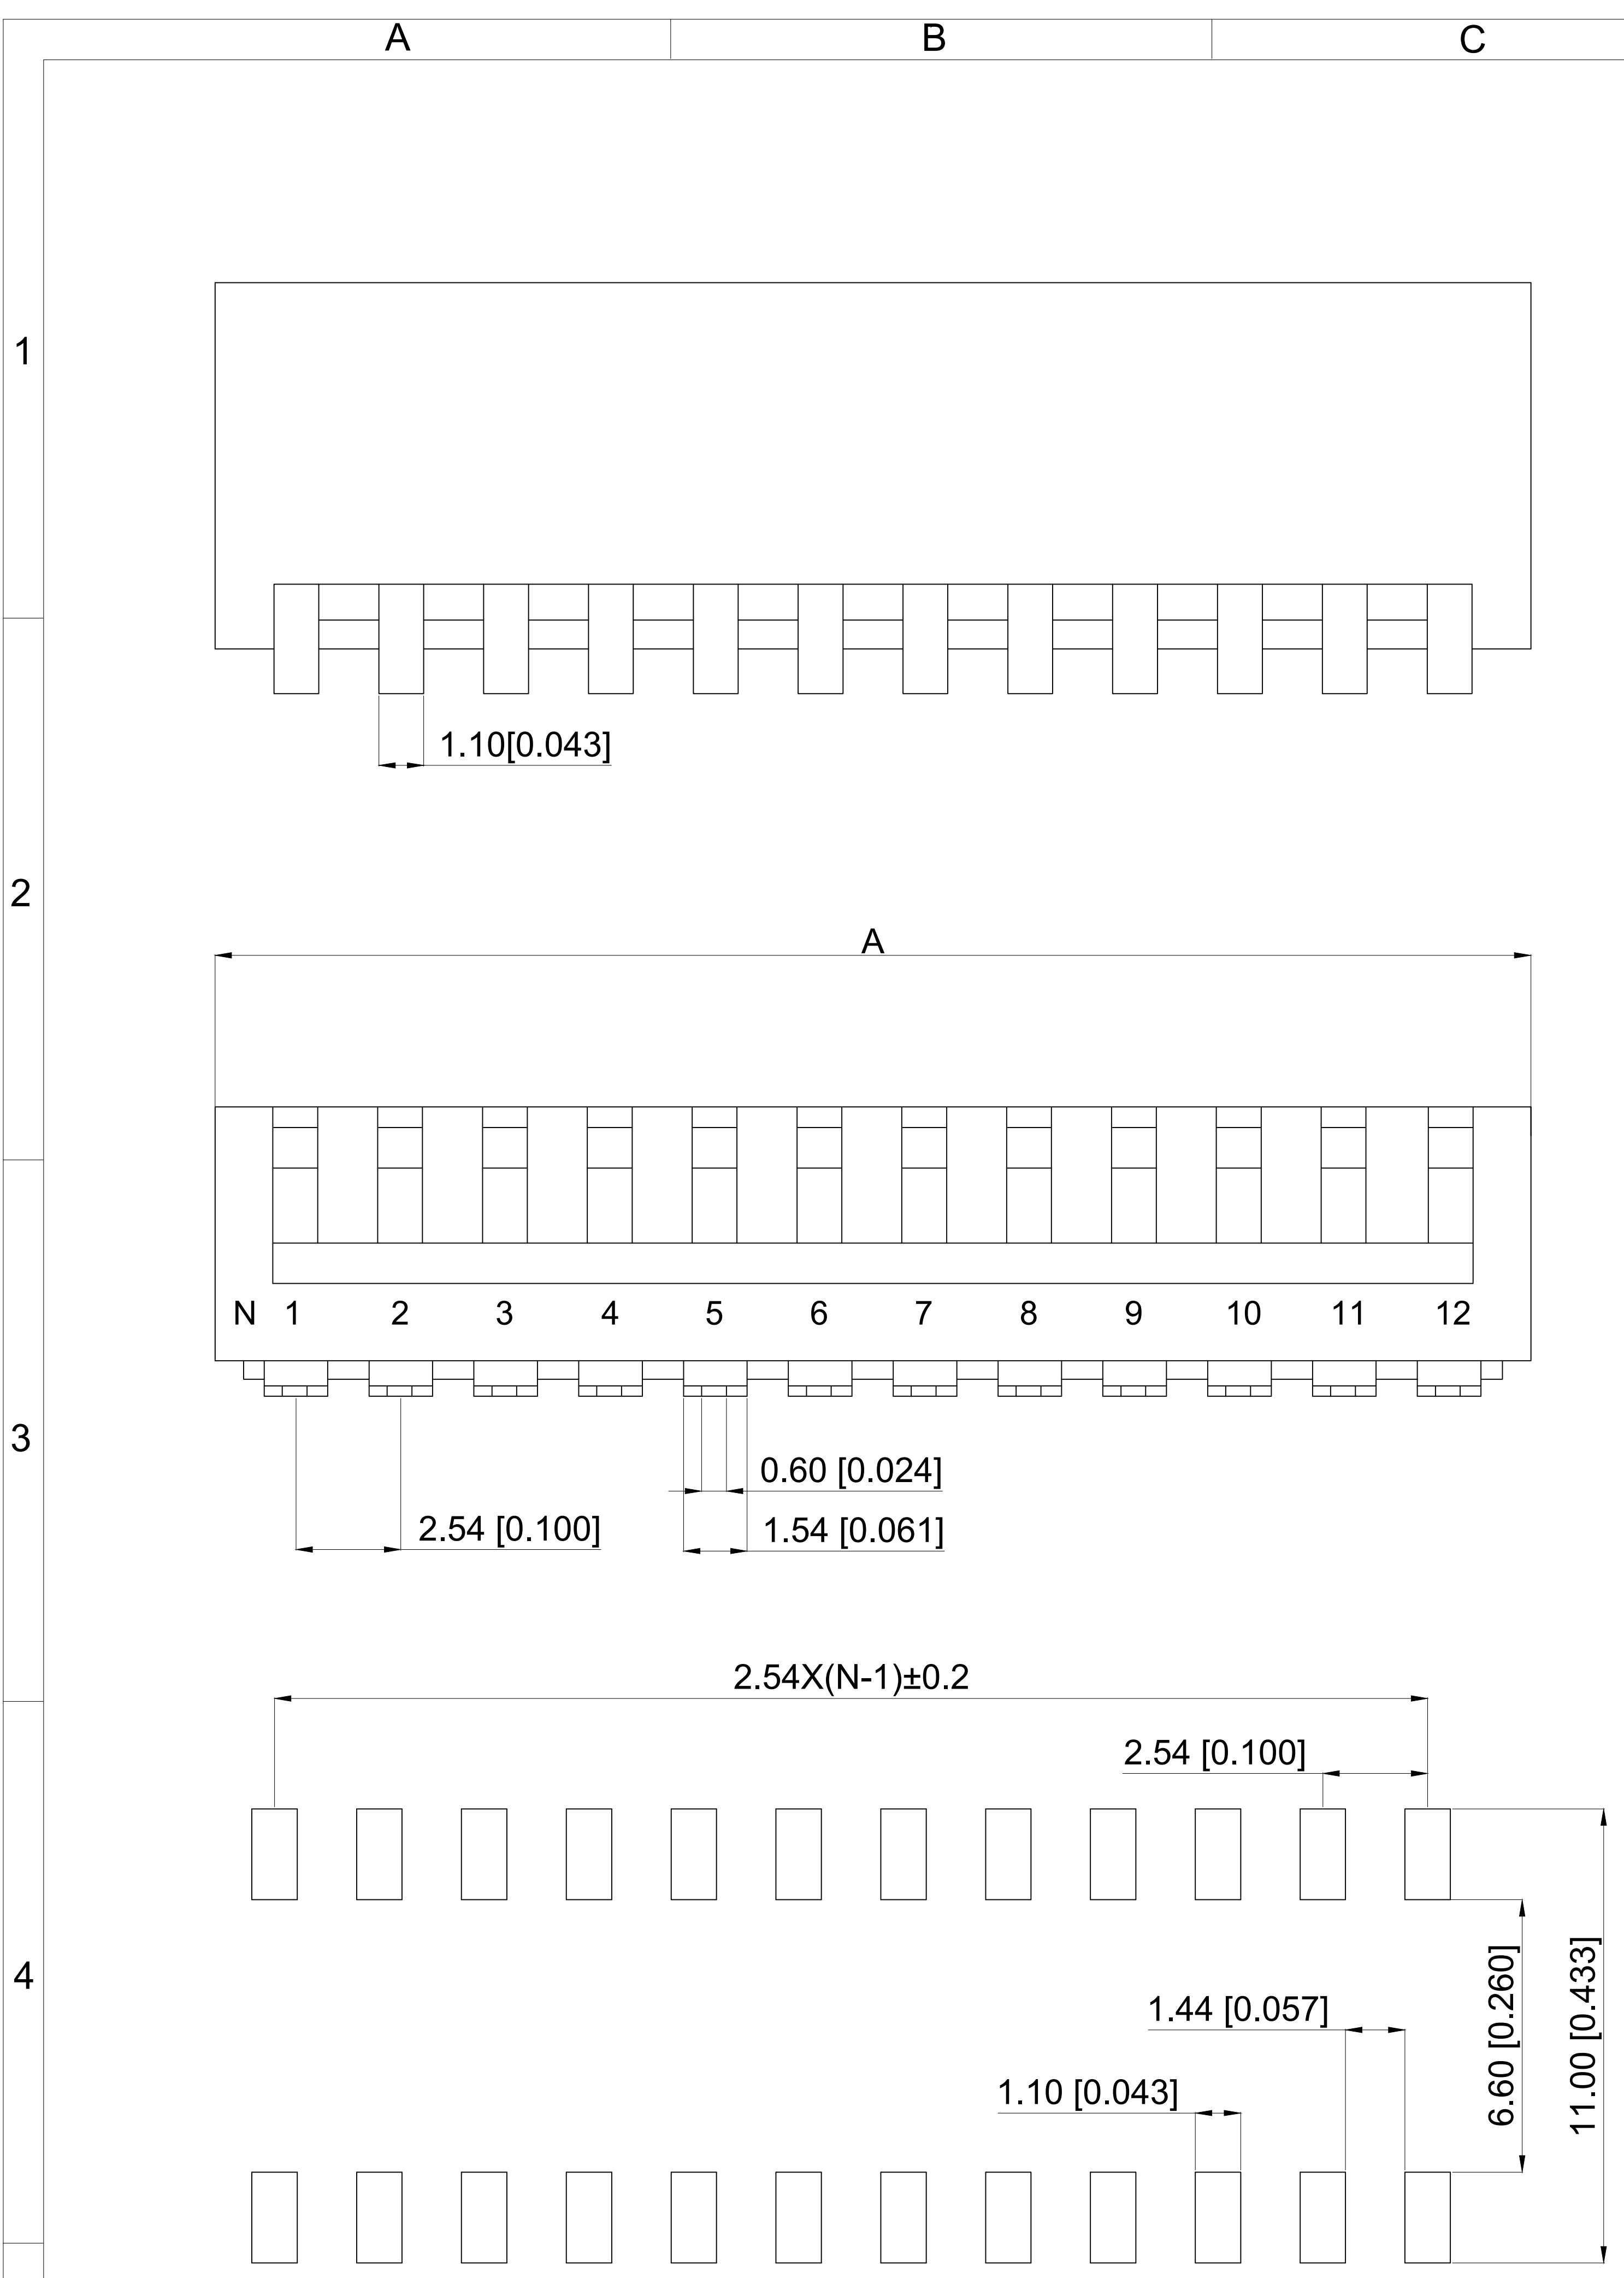 A B C
1
1.10[0.043]
2
A
N 1 2 3 4 5 6 7 8 9 10 11 12
3
0.60 [0.024]
2.54 [0.100] 1.54 [0.061]
2.54X(N-1)±0.2
2.54 [0.100]
4
6.60 [0.260]
11.00 [0.433]
1.44 [0.057]
1.10 [0.043]